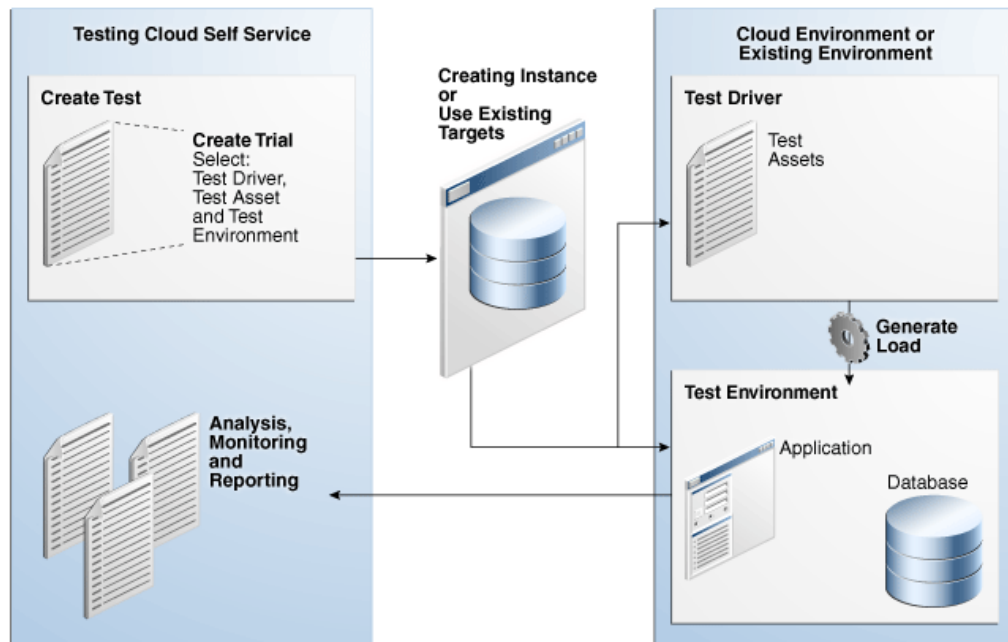 Testing Cloud Self Service
Create Test
Create Trial
Select:
Test Driver,
Test Asset
and Test
Environment
Analysis,
Monitoring
and
Reporting
Creating Instance
or
Use Existing
Targets
Cloud Environment or
Existing Environment
Test Driver
Test
Assets
Generate
Load
Test Environment
Application
Database